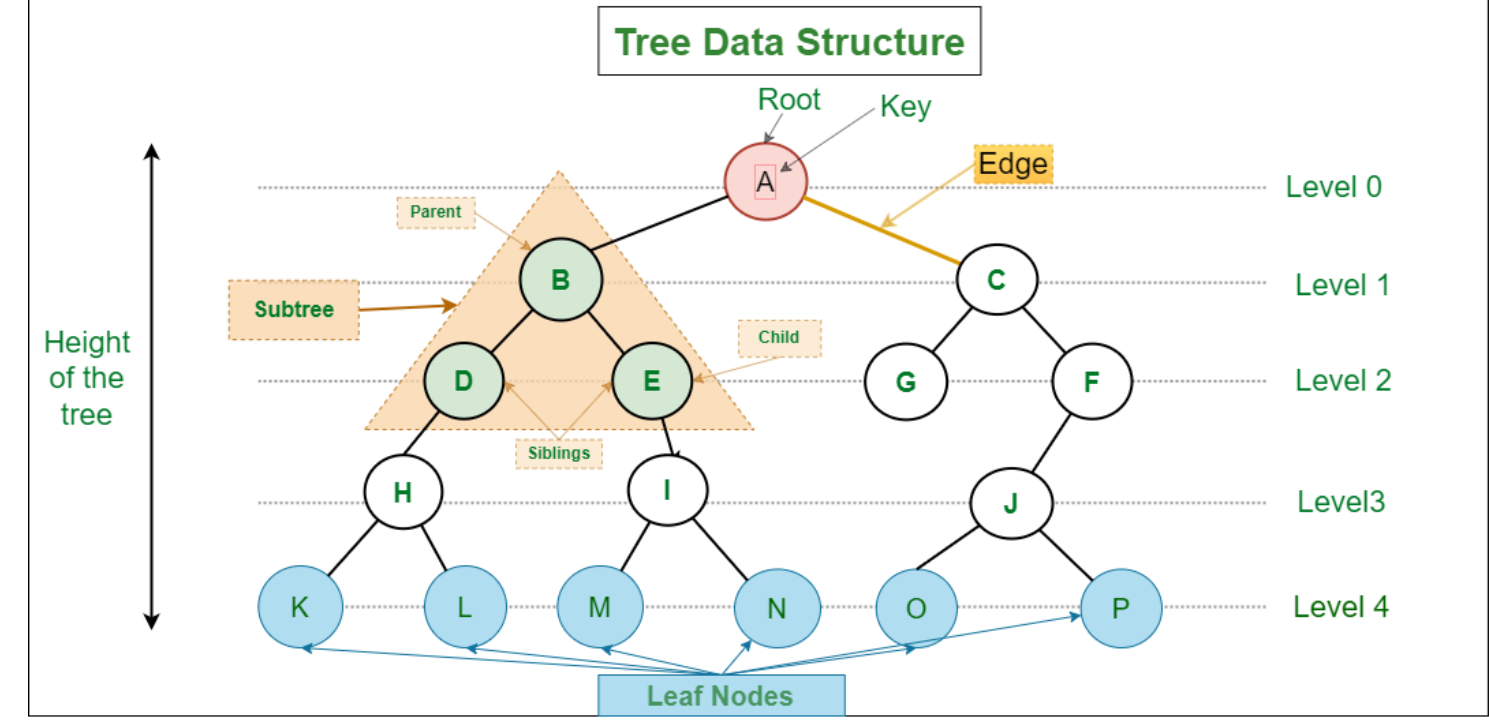 Tree Data Structure
Root
Key
A
Edge
Level 0
Parent
B
C
Level 1
Subtree
Child
Height
of the
tree
D
E
G
F
Level 2
Siblings
H
I
J
Level3
K
L
M
N
O
P
Level 4
Leaf Nodes